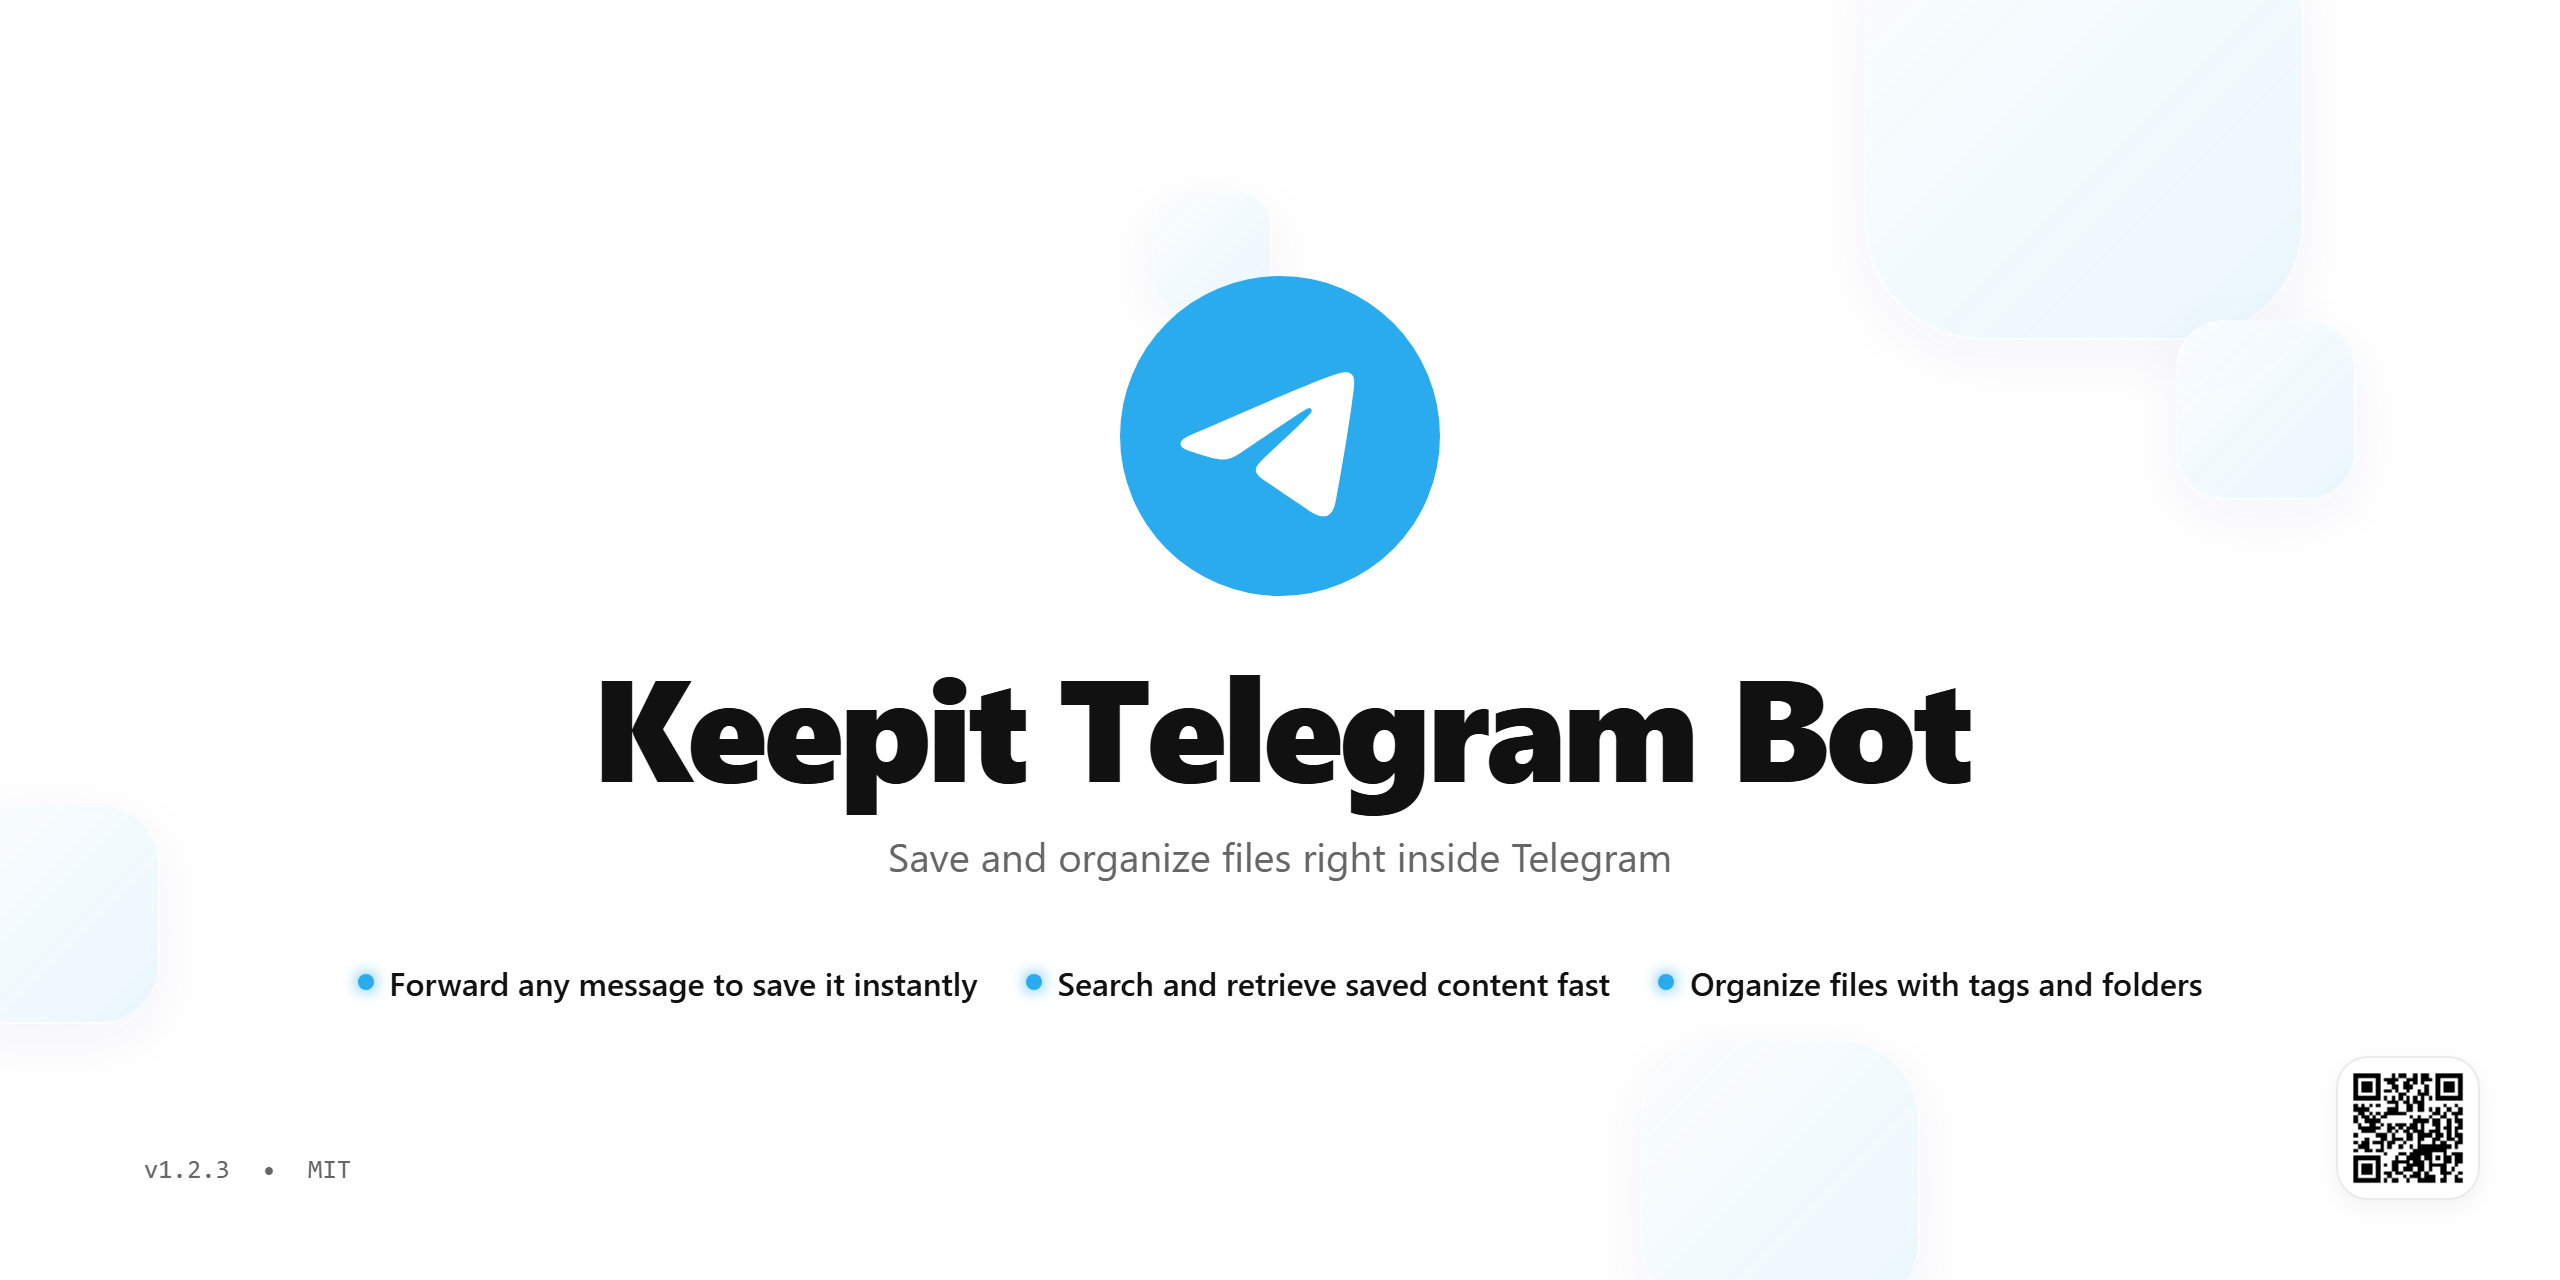 Keepit Telegram Bot
Save and organize files right inside Telegram
Forward any message to save it instantly
Search and retrieve saved content fast
Organize files with tags and folders
v1.2.3 • MIT